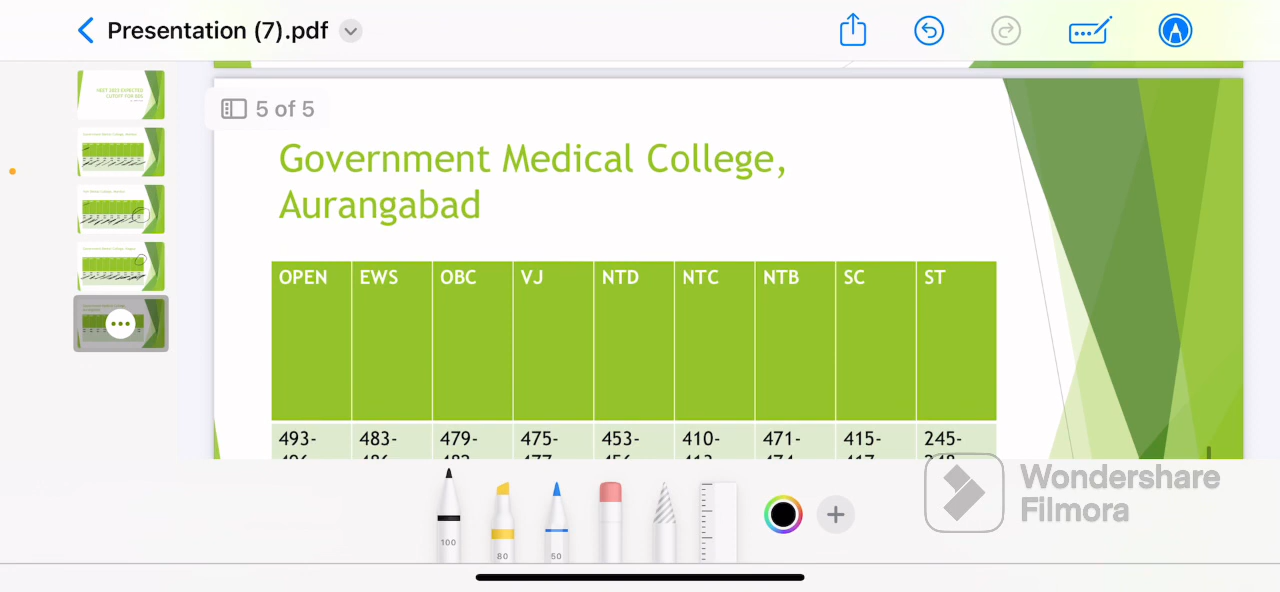 Presentation (7).pdf
5 of 5
Government Medical College,
Aurangabad
OPEN EWS OBC VJ NTD NTC NTB SC ST
493- 483- 479- 475- 453- 410- 471- 415- 245-
100 80 50
Wondershare
Filmora